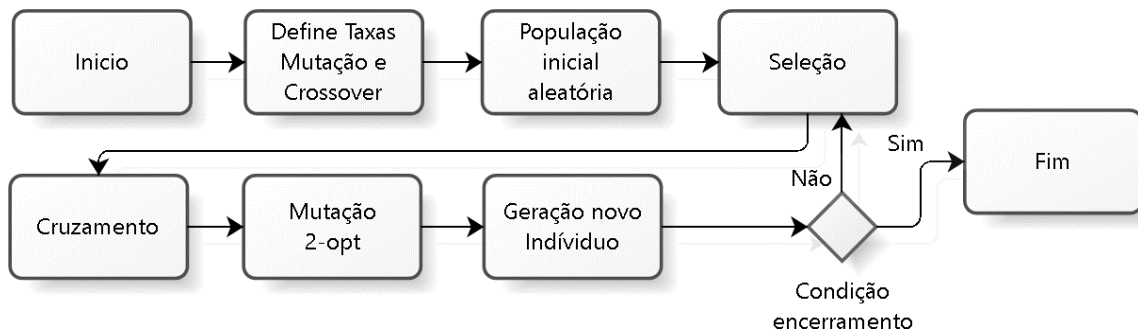 Inicio
Define Taxas
Mutação e
Crossover
População
inicial
aleatória
Seleção
Cruzamento
Mutação
2-opt
Geração novo
Indíviduo
Não
Sim
Condição
encerramento
Fim